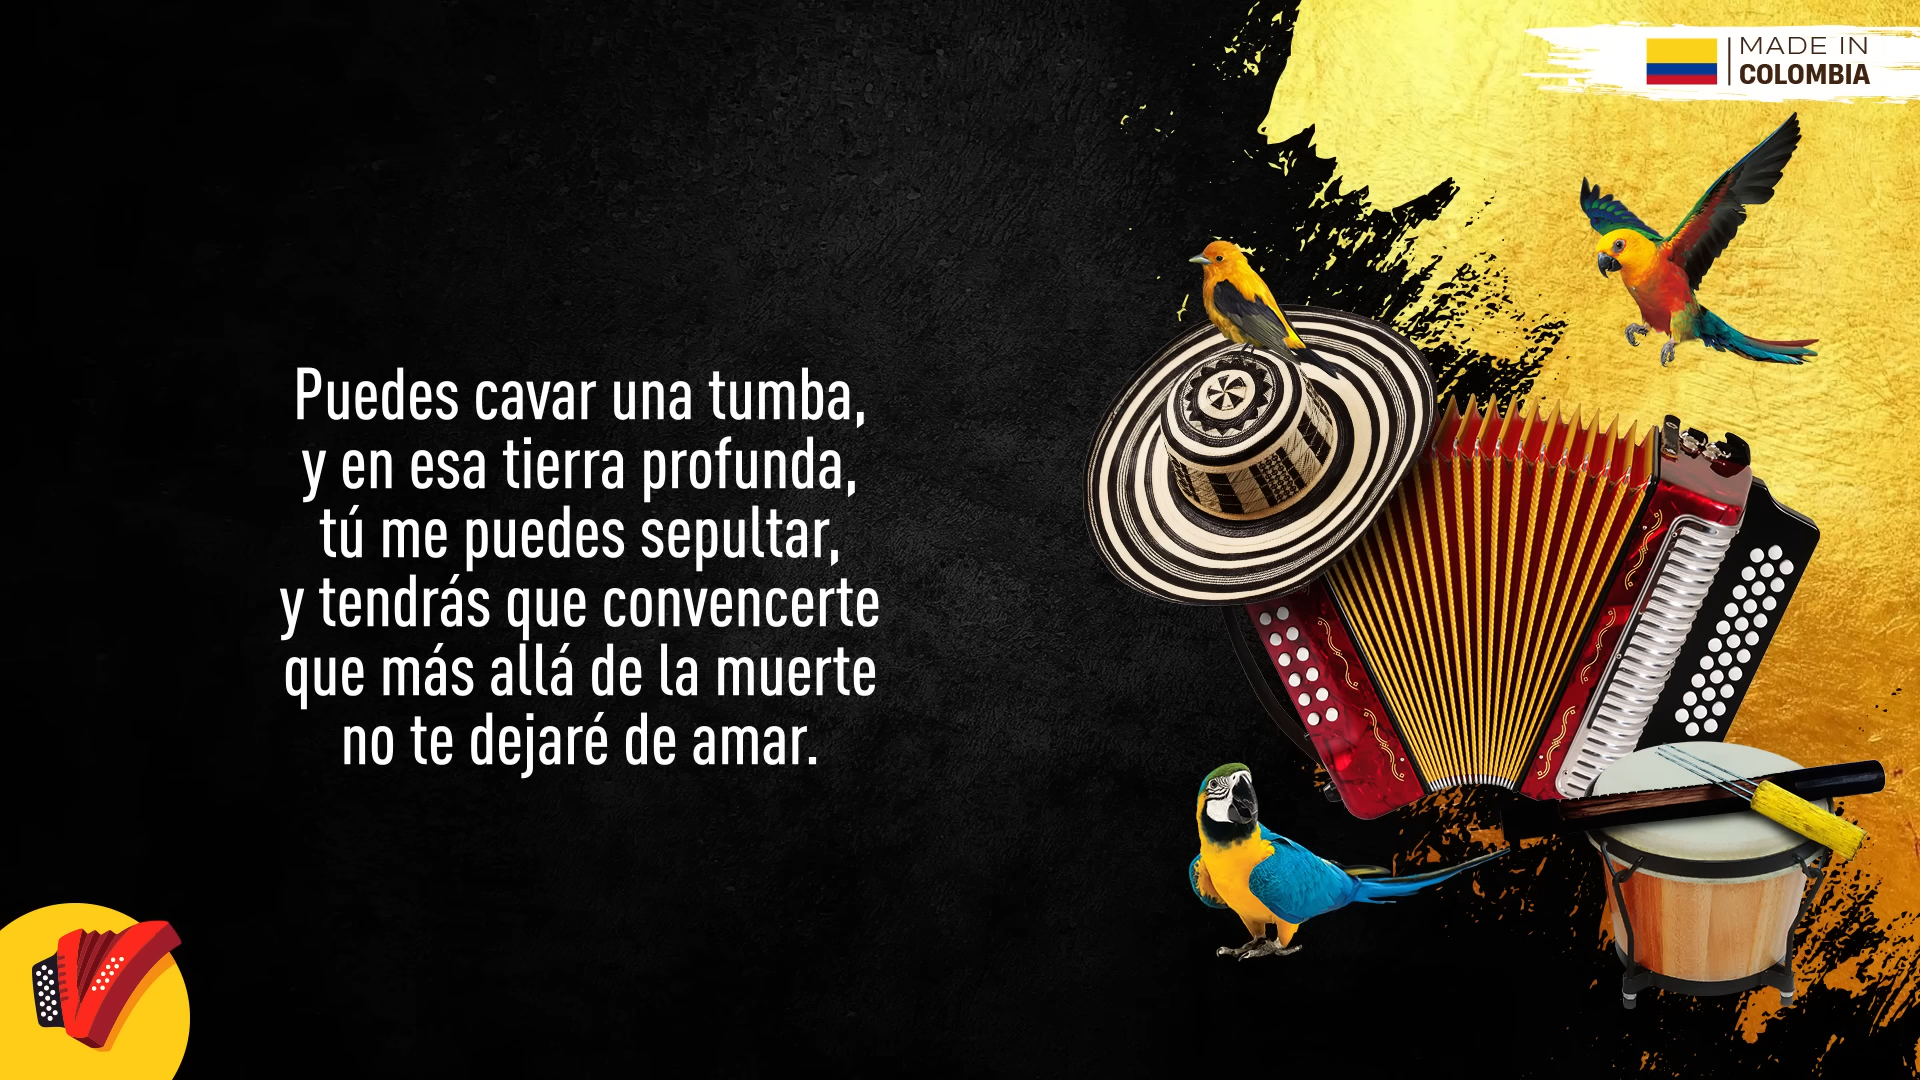 MADE IN
COLOMBIA
Puedes cavar una tumba,
y en esa tierra profunda,
tú me puedes sepultar,
y tendrás que convencerte
que más allá de la muerte
no te dejaré de amar.